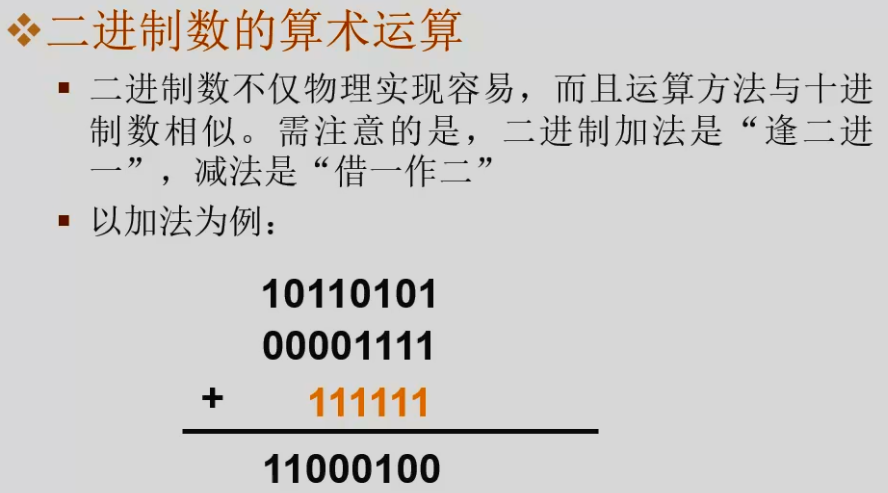 二进制数的算术运算
二进制数不仅物理实现容易，而且运算方法与十进
制数相似。需注意的是，二进制加法是“逢二进
一”，减法是“借一作二”
以加法为例：
10110101
00001111
+ 111111
11000100